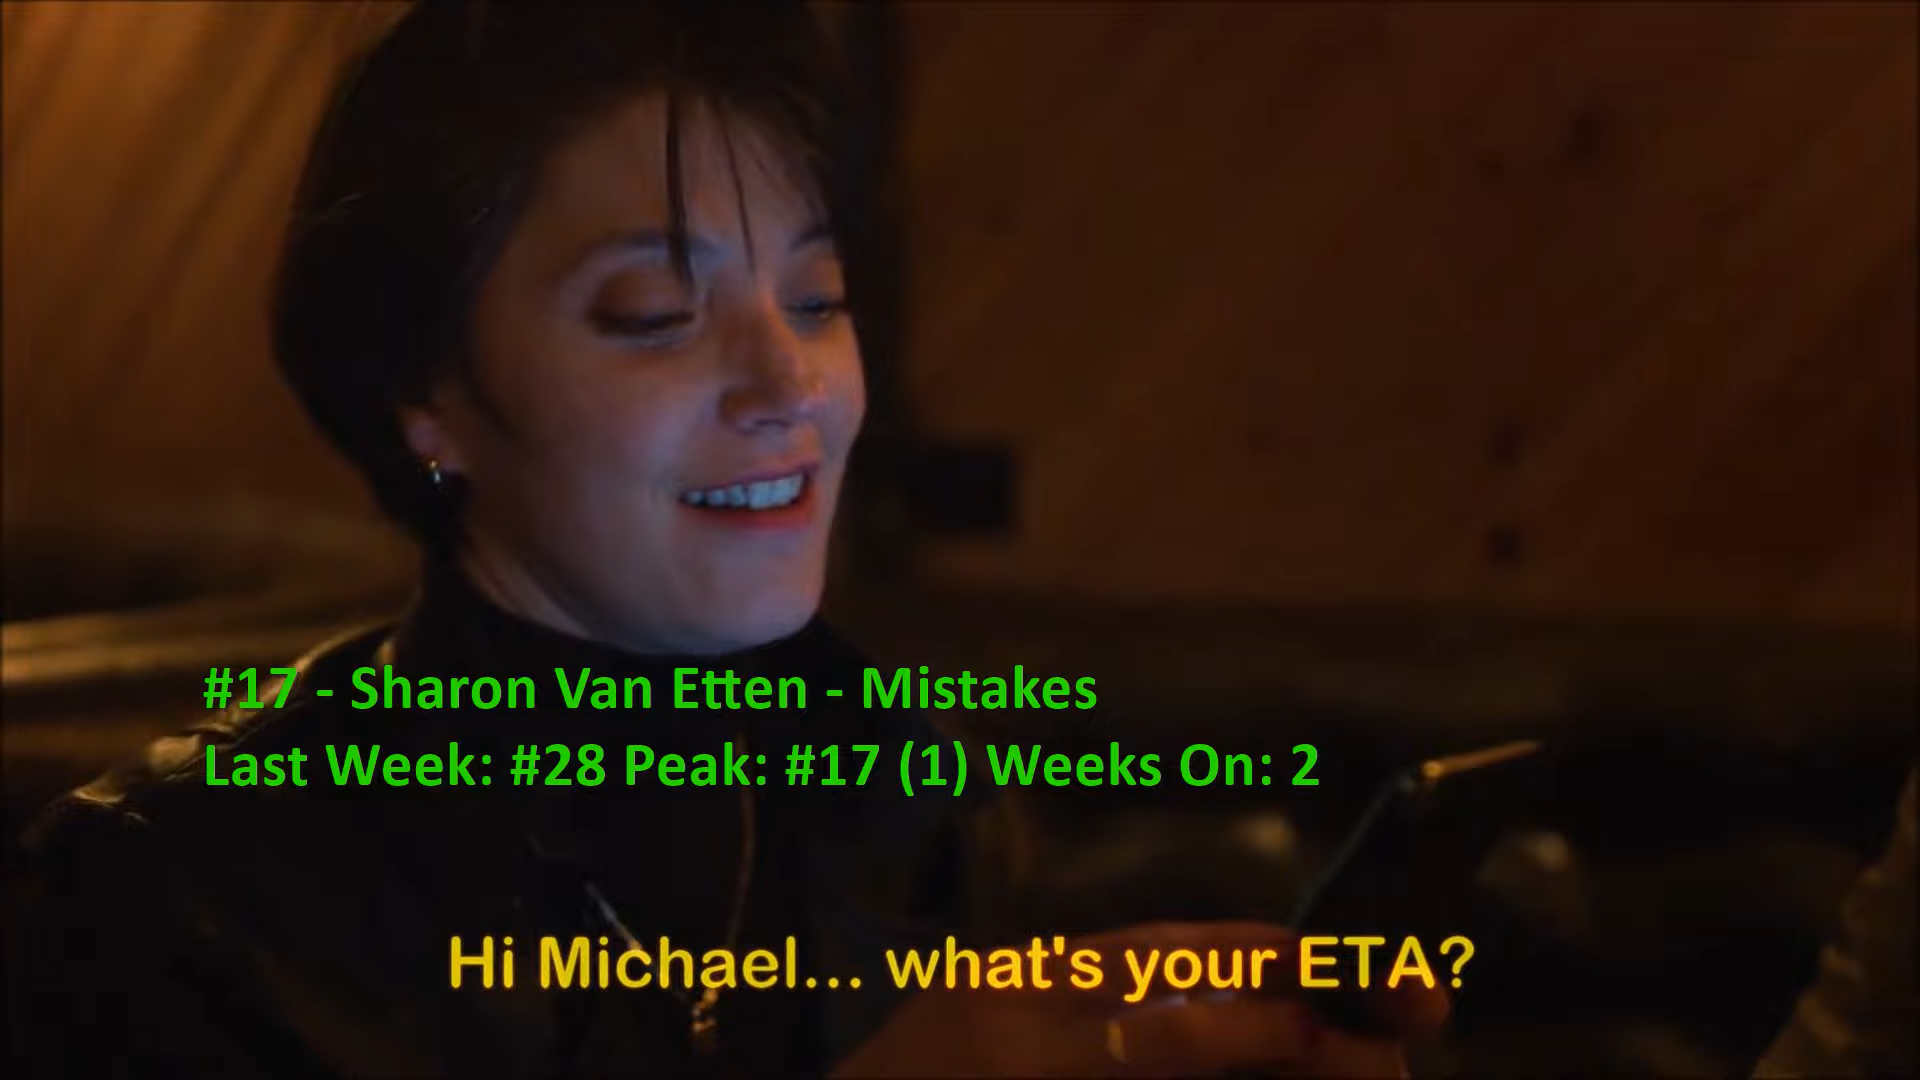 #17 - Sharon Van Etten - Mistakes
Last Week: #28 Peak: #17 (1) Weeks On: 2
Hi Michael... what's your ETA?